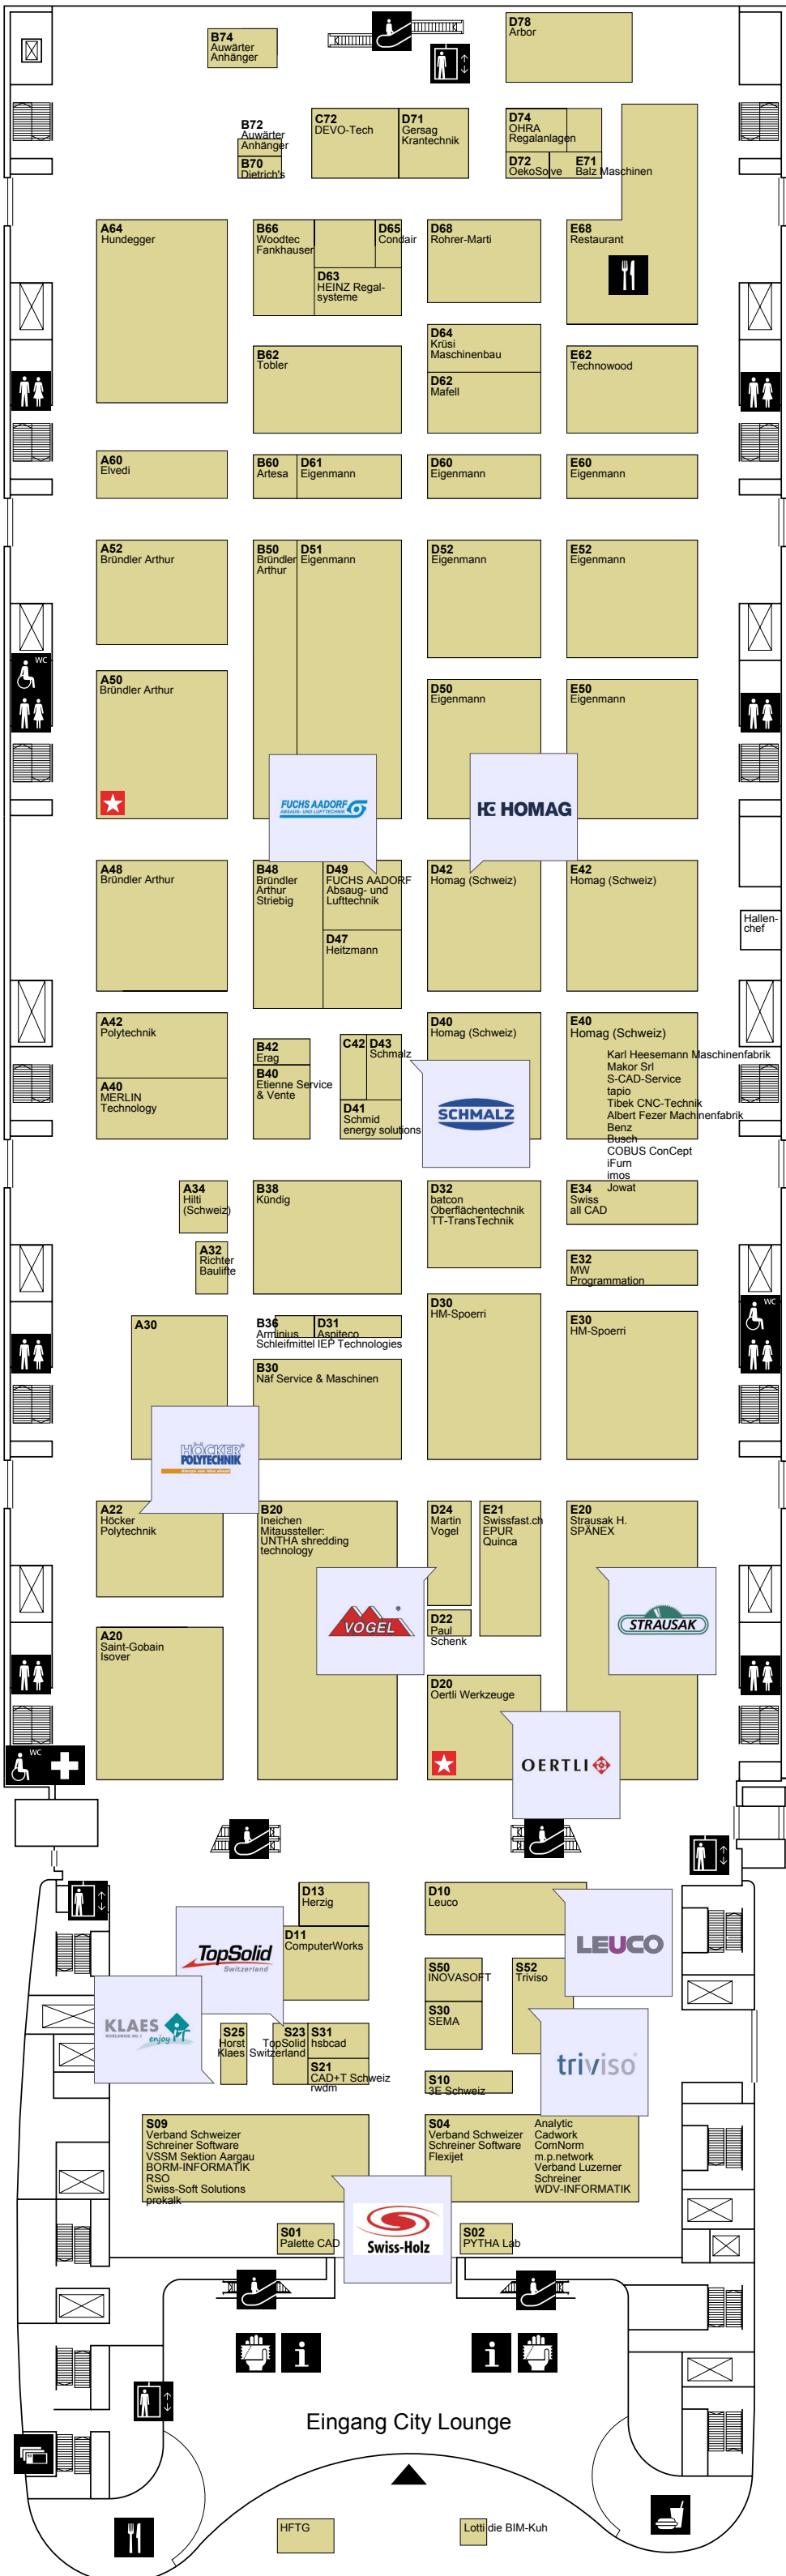 B74
Auwärter
Anhänger
D78
Arbor
B72
Auwärter
Anhänger
B70
Dietrich's
C72
DEVO-Tech
D71
Gersag
Krantechnik
D74
OHRA
Regalanlagen
D72
OekoSolve
E71
Balz Maschinen
A64
Hundegger
B66
Woodtec
Fankhauser
D65
Condair
D63
HEINZ Regal-
systeme
D68
Rohrer-Marti
E68
Restaurant
D64
Krüsi
Maschinenbau
B62
Tobler
D62
Mafell
E62
Technowood
A60
Elvedi
B60
Artesa
D61
Eigenmann
D60
Eigenmann
E60
Eigenmann
A52
Bründler Arthur
B50
Bründler
Arthur
D51
Eigenmann
D52
Eigenmann
E52
Eigenmann
WC
A50
Bründler Arthur
D50
Eigenmann
E50
Eigenmann
FUCHS AADORF
ABSAUG- UND LUFTTECHNIK
HOMAG
A48
Bründler Arthur
B48
Bründler
Arthur
Striebig
D49
FUCHS AADORF
Absaug- und
Lufttechnik
D47
Heitzmann
D42
Homag (Schweiz)
E42
Homag (Schweiz)
Hallen-
chef
A42
Polytechnik
A40
MERLIN
Technology
B42
Erag
B40
Etienne Service
& Vente
C42
D43
Schmalz
D41
Schmid
energy solutions
D40
Homag (Schweiz)
SCHMALZ
E40
Homag (Schweiz)
Karl Heesemann Maschinenfabrik
Makor Srl
S-CAD-Service
tapio
Tibek CNC-Technik
Albert Fezer Machinenfabrik
Benz
Busch
COBUS ConCept
iFurn
imos
Jowat
A34
Hilti
(Schweiz)
B38
Kündig
D32
batcon
Oberflächentechnik
TT-TransTechnik
E34
Swiss
all CAD
A32
Richter
Baulifte
E32
MW
Programmation
WC
A30
B36
Arminius
Schleifmittel
D31
Aspiteco
IEP Technologies
D30
HM-Spoerri
E30
HM-Spoerri
B30
Näf Service & Maschinen
HÖCKER
POLYTECHNIK
A22
Höcker
Polytechnik
B20
Ineichen
Mitaussteller:
UNTHA shredding
technology
D24
Martin
Vogel
E21
Swissfast.ch
EPUR
Quinca
E20
Strausak H.
SPÄNEX
VOGEL
STRAUSAK
D22
Paul
Schenk
A20
Saint-Gobain
Isover
D20
Oertli Werkzeuge
OERTLI
WC
D13
Herzig
D10
Leuco
TopSolid
Switzerland
D11
ComputerWorks
LEUCO
S50
INOVASOFT
S52
Triviso
KLAES
enjoy IT
S30
SEMA
S25
Horst
Klaes
S23
TopSolid
Switzerland
S31
hsbcad
S21
CAD+T Schweiz
rwdm
triviso
S10
3E Schweiz
S09
Verband Schweizer
Schreiner Software
VSSM Sektion Aargau
BORM-INFORMATIK
RSO
Swiss-Soft Solutions
prokalk
S04
Verband Schweizer
Schreiner Software
Flexijet
Analytic
Cadwork
ComNorm
m.p.network
Verband Luzerner
Schreiner
WDV-INFORMATIK
Swiss-Holz
S01
Palette CAD
S02
PYTHA Lab
i
i
Eingang City Lounge
HFTG
Lotti die BIM-Kuh